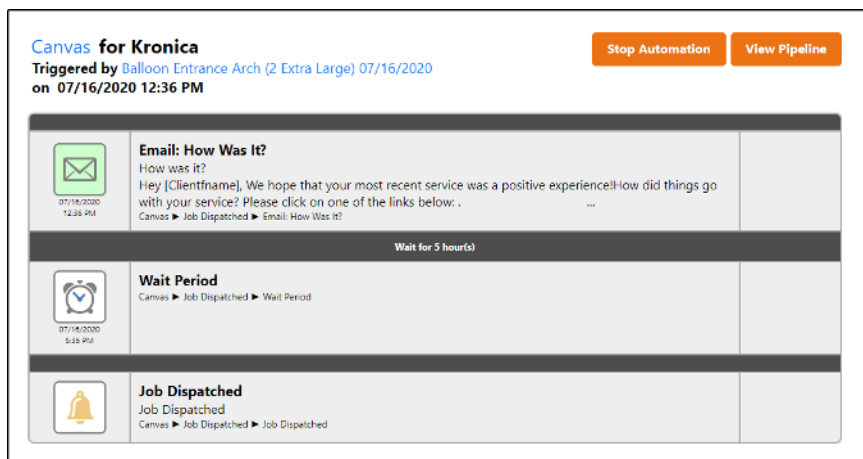 Canvas for Kronica
Stop Automation
View Pipeline
Triggered by Balloon Entrance Arch (2 Extra Large) 07/16/2020
on 07/16/2020 12:36 PM
Email: How Was It?
How was it?
Hey [Clientfname], We hope that your most recent service was a positive experience!How did things go
with your service? Please click on one of the links below: . ...
07/16/2020
12:36 PM
Canvas ► Job Dispatched ► Email: How Was It?
Wait for 5 hour(s)
Wait Period
Canvas ► Job Dispatched ► Wait Period
07/16/2020
5:36 PM
Job Dispatched
Job Dispatched
Canvas ► Job Dispatched ► Job Dispatched